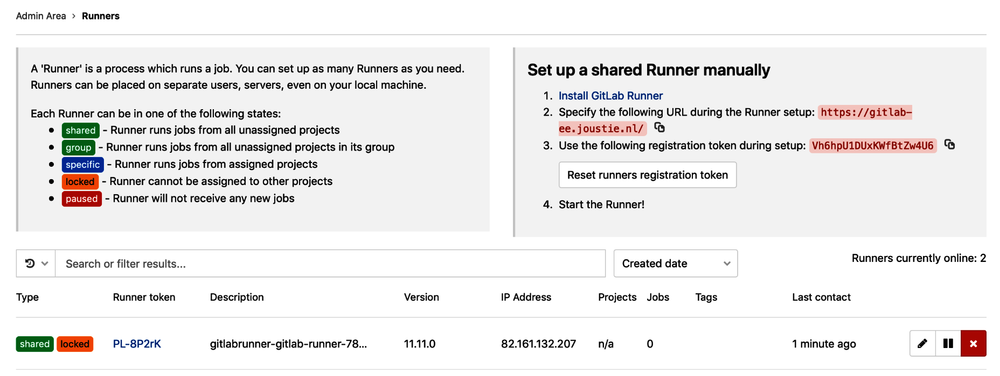 Admin Area > Runners
A 'Runner' is a process which runs a job. You can set up as many Runners as you need.
Runners can be placed on separate users, servers, even on your local machine.
Each Runner can be in one of the following states:
• shared - Runner runs jobs from all unassigned projects
• group - Runner runs jobs from all unassigned projects in its group
• specific - Runner runs jobs from assigned projects
• locked - Runner cannot be assigned to other projects
• paused - Runner will not receive any new jobs
Set up a shared Runner manually
1. Install GitLab Runner
2. Specify the following URL during the Runner setup: https://gitlab-
ee.joustie.nl/
3. Use the following registration token during setup: Vh6hpU1DUxKWfBtZw4U6
Reset runners registration token
4. Start the Runner!
Search or filter results...
Created date
Runners currently online: 2
Type Runner token Description Version IP Address Projects Jobs Tags Last contact
shared locked PL-8P2rK gitlabrunner-gitlab-runner-78... 11.11.0 82.161.132.207 n/a 0 1 minute ago